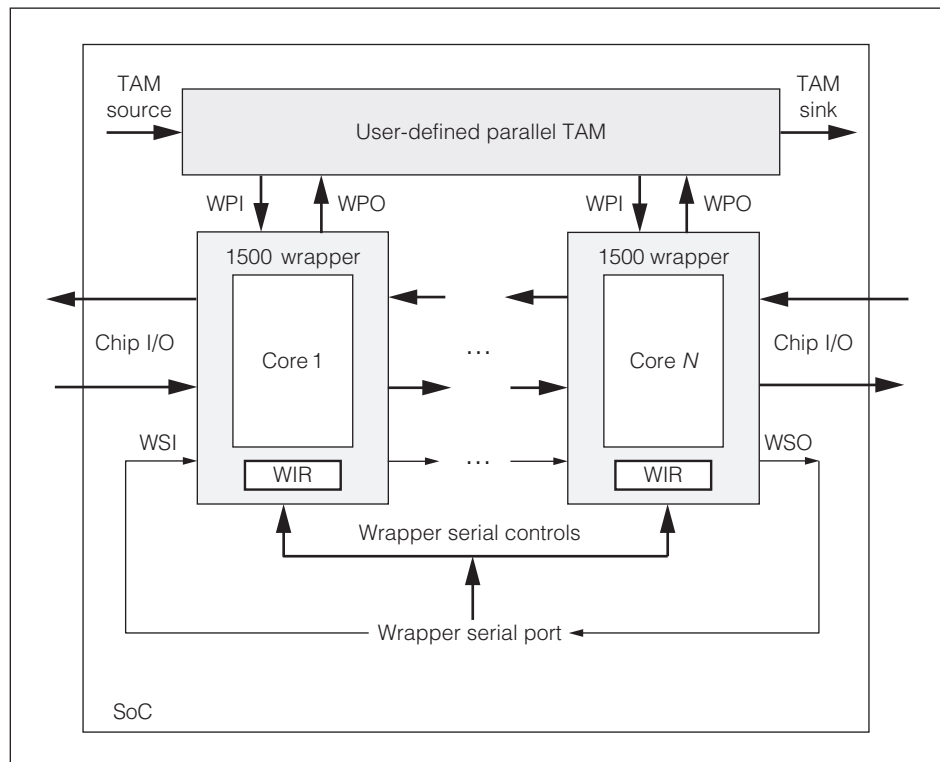 TAM
source
User-defined parallel TAM
TAM
sink
WPI
WPO
WPI
WPO
1500 wrapper
1500 wrapper
Chip I/O
Core 1
...
Core N
Chip I/O
WSI
WIR
...
WIR
WSO
Wrapper serial controls
Wrapper serial port
SoC